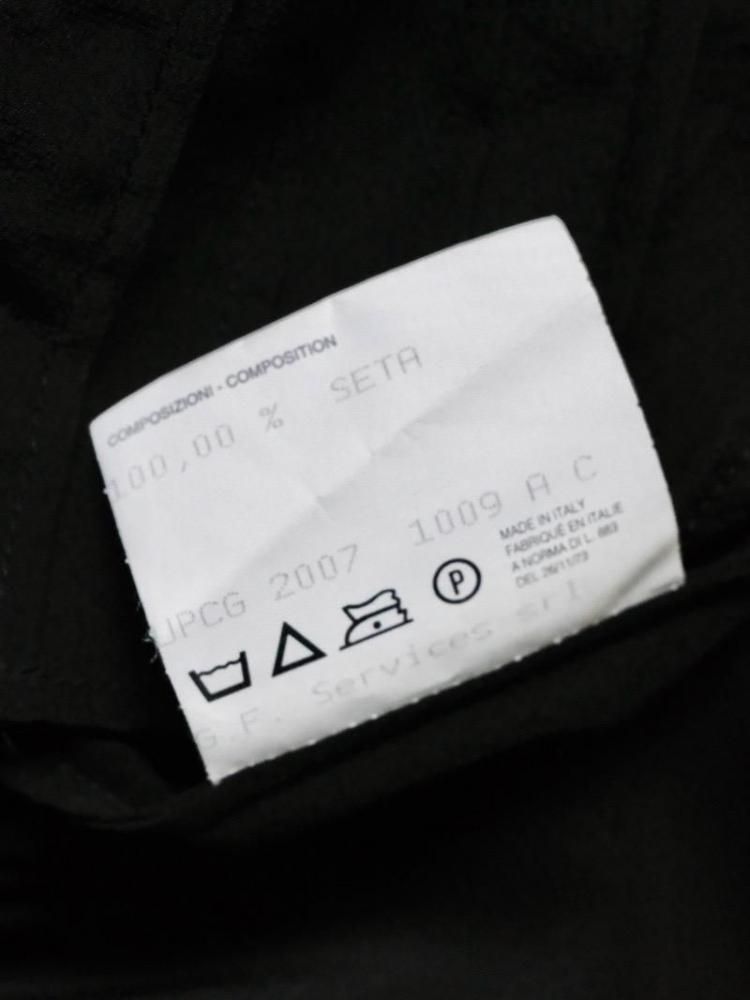 COMPOSIZIONI - COMPOSITION
100,00 % SETA
JPCG 2007 1009 A C
MADE IN ITALY
FABRIQUÉ EN ITALIE
A NORMA DI L. 883
DEL 26/11/73
P
G.F. Services srl